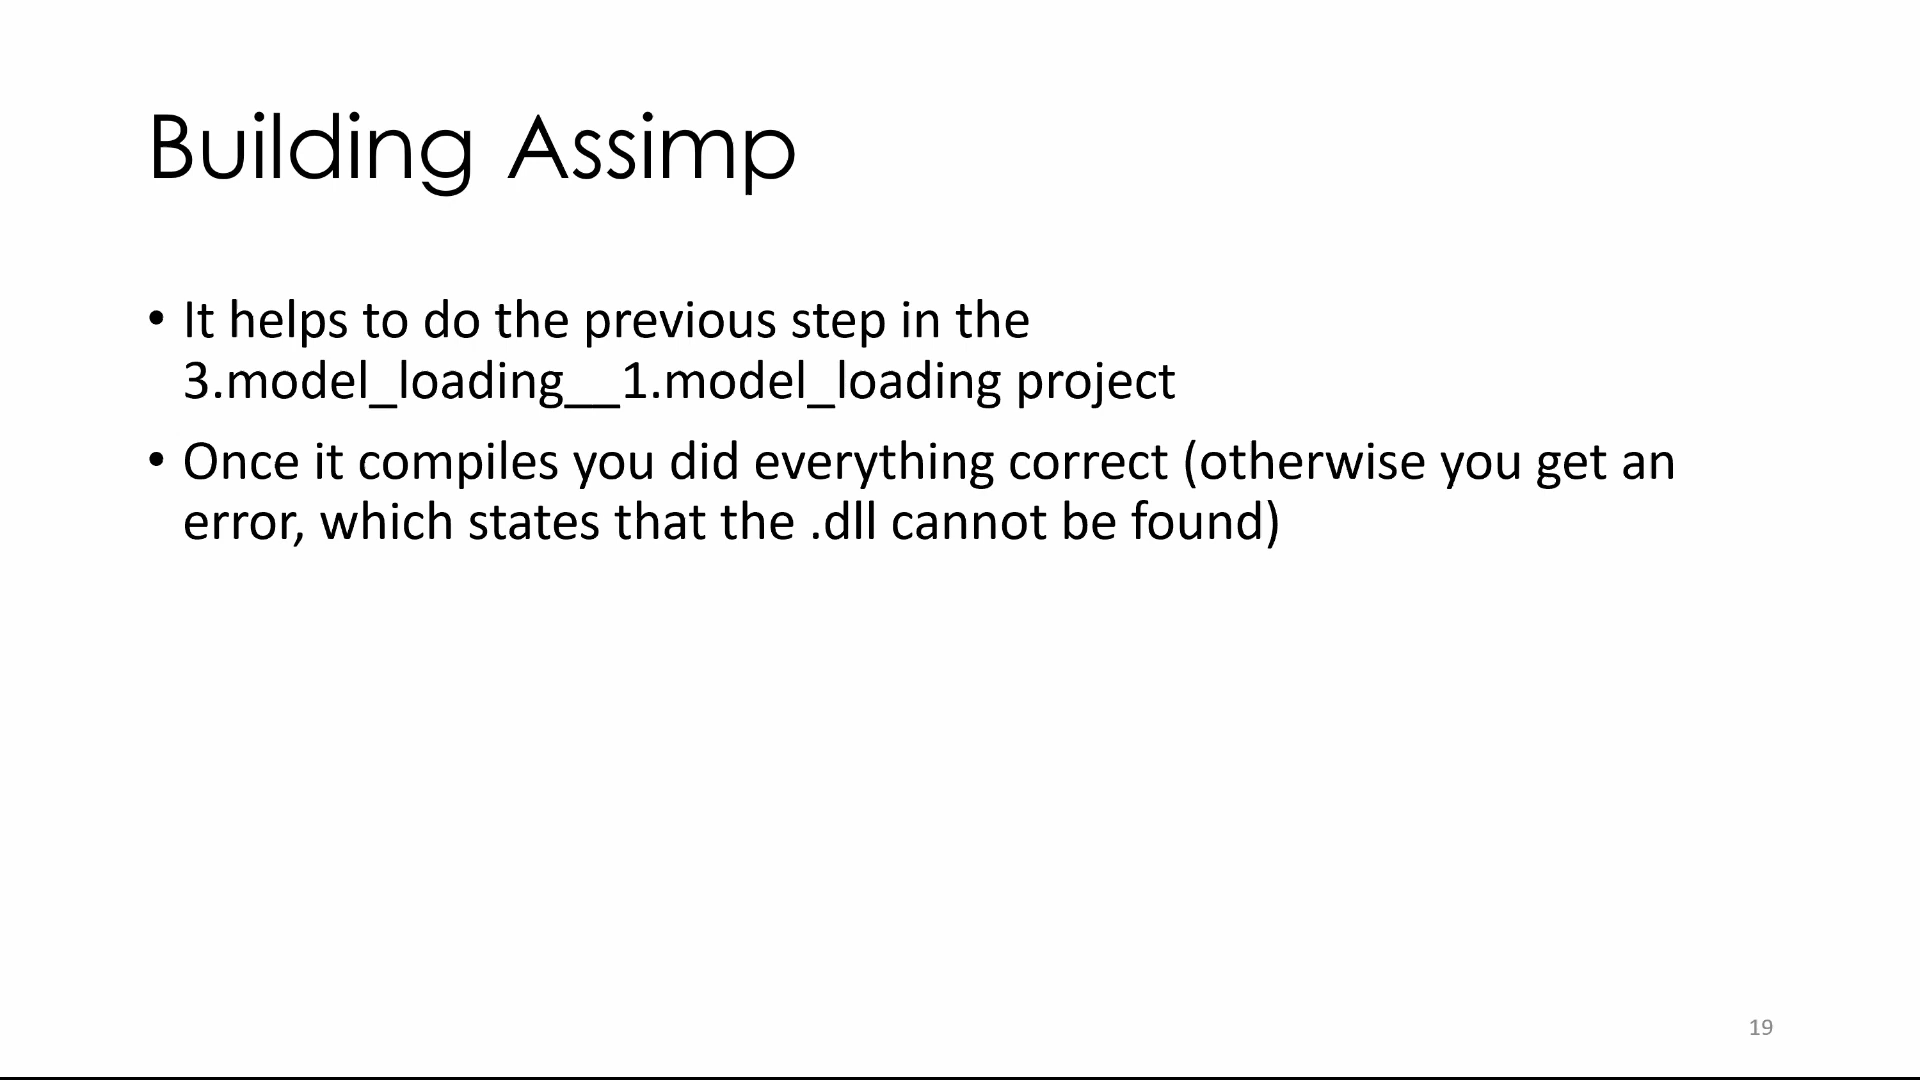 Building Assimp
• It helps to do the previous step in the
3.model_loading__1.model_loading project
• Once it compiles you did everything correct (otherwise you get an
error, which states that the .dll cannot be found)
19